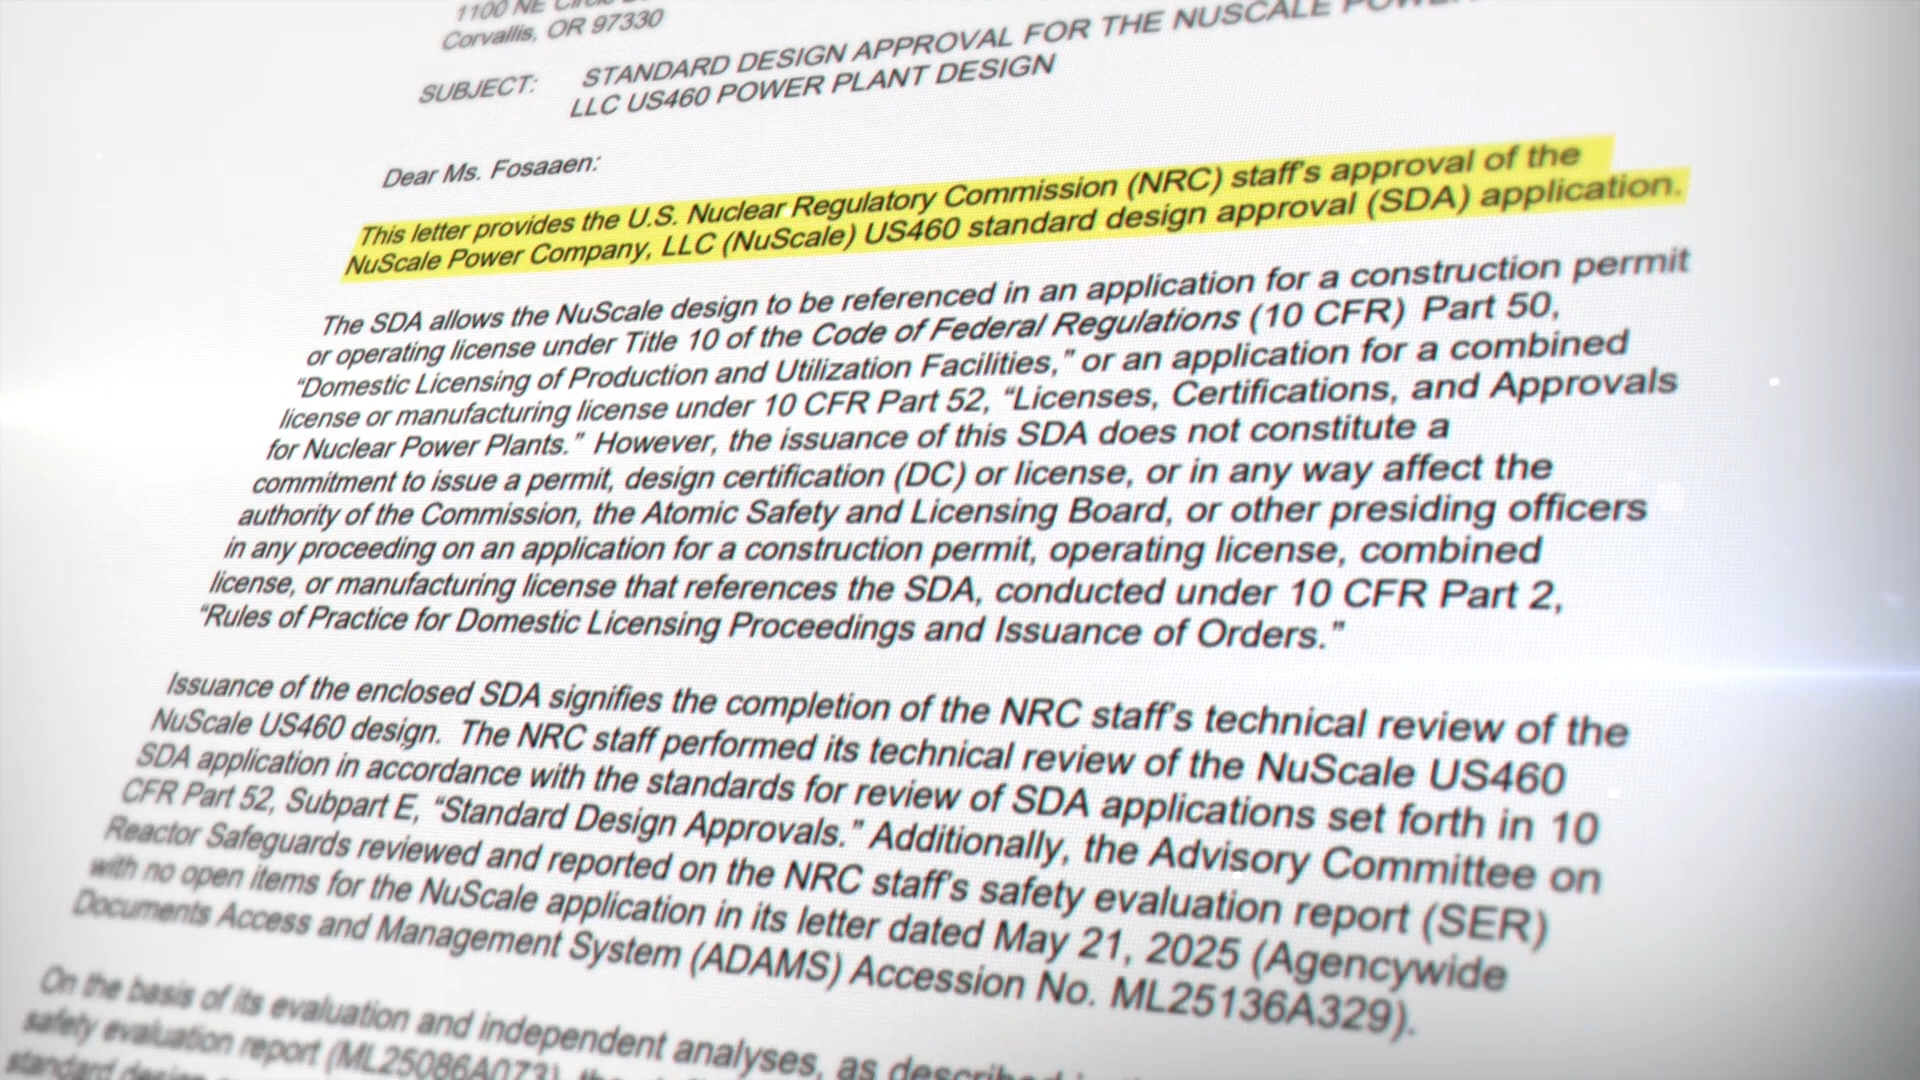 1100 NE Circle
Corvallis, OR 97330
SUBJECT: STANDARD DESIGN APPROVAL FOR THE NUSCALE POWER
LLC US460 POWER PLANT DESIGN
Dear Ms. Fosaaen:
This letter provides the U.S. Nuclear Regulatory Commission (NRC) staff's approval of the
NuScale Power Company, LLC (NuScale) US460 standard design approval (SDA) application.
The SDA allows the NuScale design to be referenced in an application for a construction permit
or operating license under Title 10 of the Code of Federal Regulations (10 CFR) Part 50,
“Domestic Licensing of Production and Utilization Facilities,” or an application for a combined
license or manufacturing license under 10 CFR Part 52, “Licenses, Certifications, and Approvals
for Nuclear Power Plants.” However, the issuance of this SDA does not constitute a
commitment to issue a permit, design certification (DC) or license, or in any way affect the
authority of the Commission, the Atomic Safety and Licensing Board, or other presiding officers
in any proceeding on an application for a construction permit, operating license, combined
license, or manufacturing license that references the SDA, conducted under 10 CFR Part 2,
“Rules of Practice for Domestic Licensing Proceedings and Issuance of Orders.”
Issuance of the enclosed SDA signifies the completion of the NRC staff's technical review of the
NuScale US460 design. The NRC staff performed its technical review of the NuScale US460
SDA application in accordance with the standards for review of SDA applications set forth in 10
CFR Part 52, Subpart E, “Standard Design Approvals.” Additionally, the Advisory Committee on
Reactor Safeguards reviewed and reported on the NRC staff's safety evaluation report (SER)
with no open items for the NuScale application in its letter dated May 21, 2025 (Agencywide
Documents Access and Management System (ADAMS) Accession No. ML25136A329).
On the basis of its evaluation and independent analyses, as described
safety evaluation report (ML25086A073), the
standard design